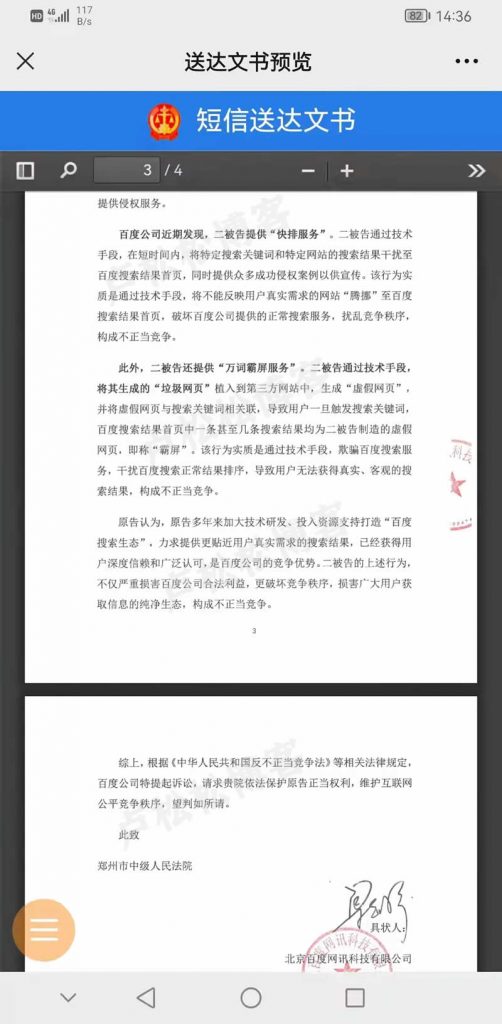 HD 4G 117 B/s 82 14:36
送达文书预览
短信送达文书
3 / 4
提供侵权服务。
百度公司近期发现，二被告提供“快排服务”。二被告通过技术
手段，在短时间内，将特定搜索关键词和特定网站的搜索结果干扰至
百度搜索结果首页，同时提供众多成功侵权案例以供宣传。该行为实
质是通过技术手段，将不能反映用户真实需求的网站“腾挪”至百度
搜索结果首页，破坏百度公司提供的正常搜索服务，扰乱竞争秩序，
构成不正当竞争。
此外，二被告还提供“万词霸屏服务”。二被告通过技术手段，
将其生成的“垃圾网页”植入到第三方网站中，生成“虚假网页”，
并将虚假网页与搜索关键词相关联，导致用户一旦触发搜索关键词，
百度搜索结果首页中一条甚至几条搜索结果均为二被告制造的虚假
网页，即称“霸屏”。该行为实质是通过技术手段，欺骗百度搜索服
务，干扰百度搜索正常结果排序，导致用户无法获得真实、客观的搜
索结果，构成不正当竞争。
原告认为，原告多年来加大技术研发、投入资源支持打造“百度
搜索生态”，力求提供更贴近用户真实需求的搜索结果，已经获得用
户深度信赖和广泛认可，是百度公司的竞争优势。二被告的上述行为，
不仅严重损害百度公司合法利益，更破坏竞争秩序，损害广大用户获
取信息的纯净生态，构成不正当竞争。
3
综上，根据《中华人民共和国反不正当竞争法》等相关法律规定，
百度公司特提起诉讼，请求贵院依法保护原告正当权利，维护互联网
公平竞争秩序，望判如所请。
此致
郑州市中级人民法院
具状人：
北京百度网讯科技有限公司
卢松松博客